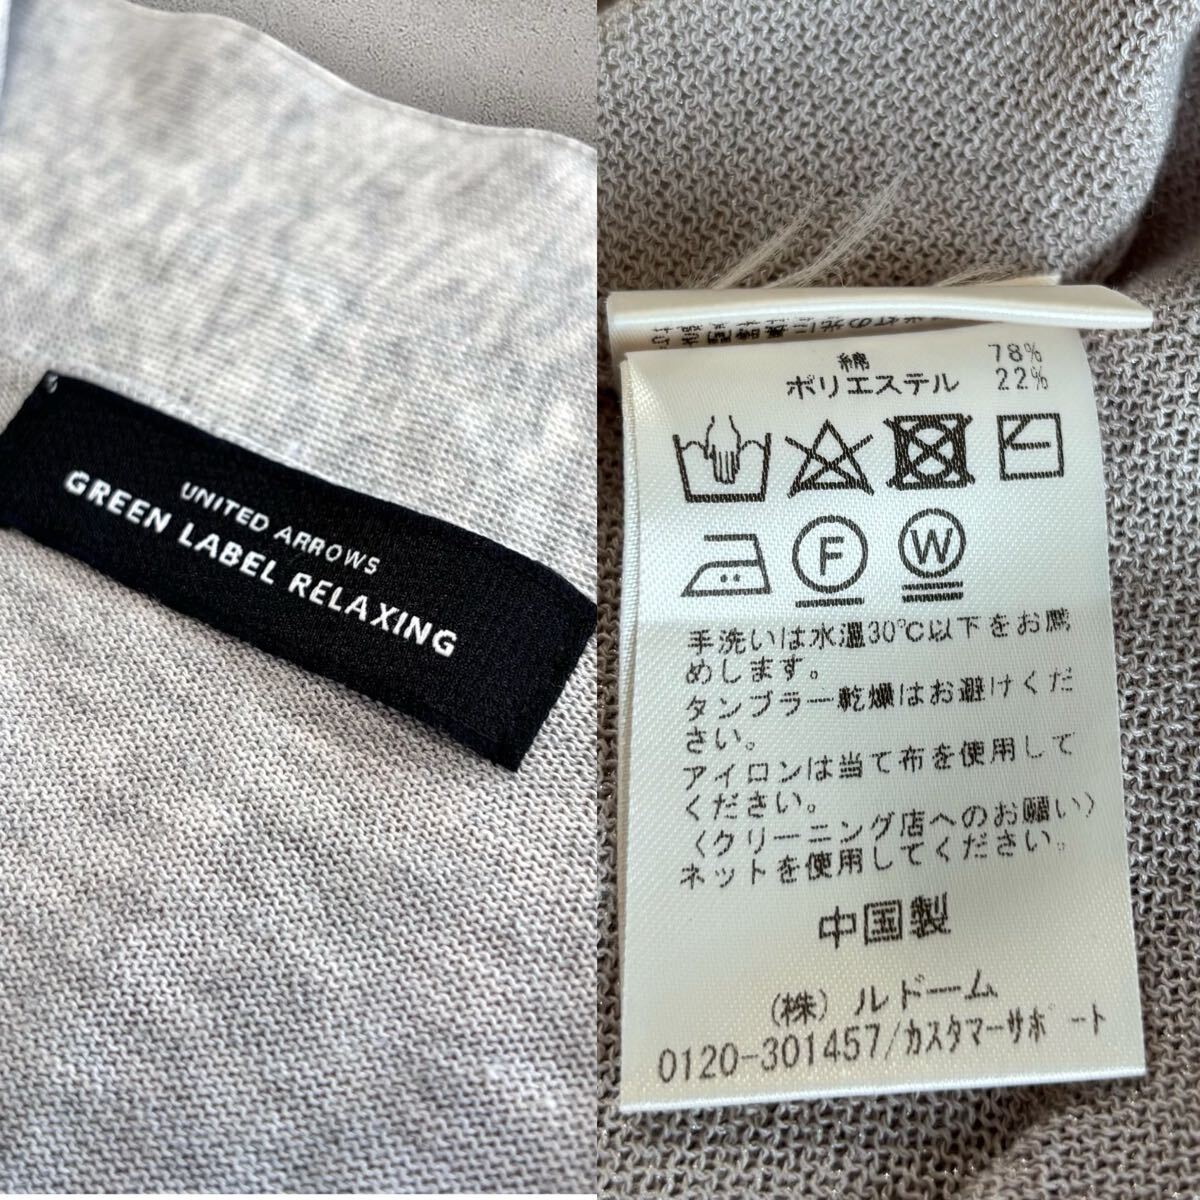 UNITED ARROWS
GREEN LABEL RELAXING
綿 78%
ポリエステル 22%
F
W
手洗いは水温30℃以下をお薦
めします。
タンブラー乾燥はお避けくだ
さい。
アイロンは当て布を使用して
ください。
〈クリーニング店へのお願い〉
ネットを使用してください。
中国製
(株) ルドーム
0120-301457/カスタマーサポート